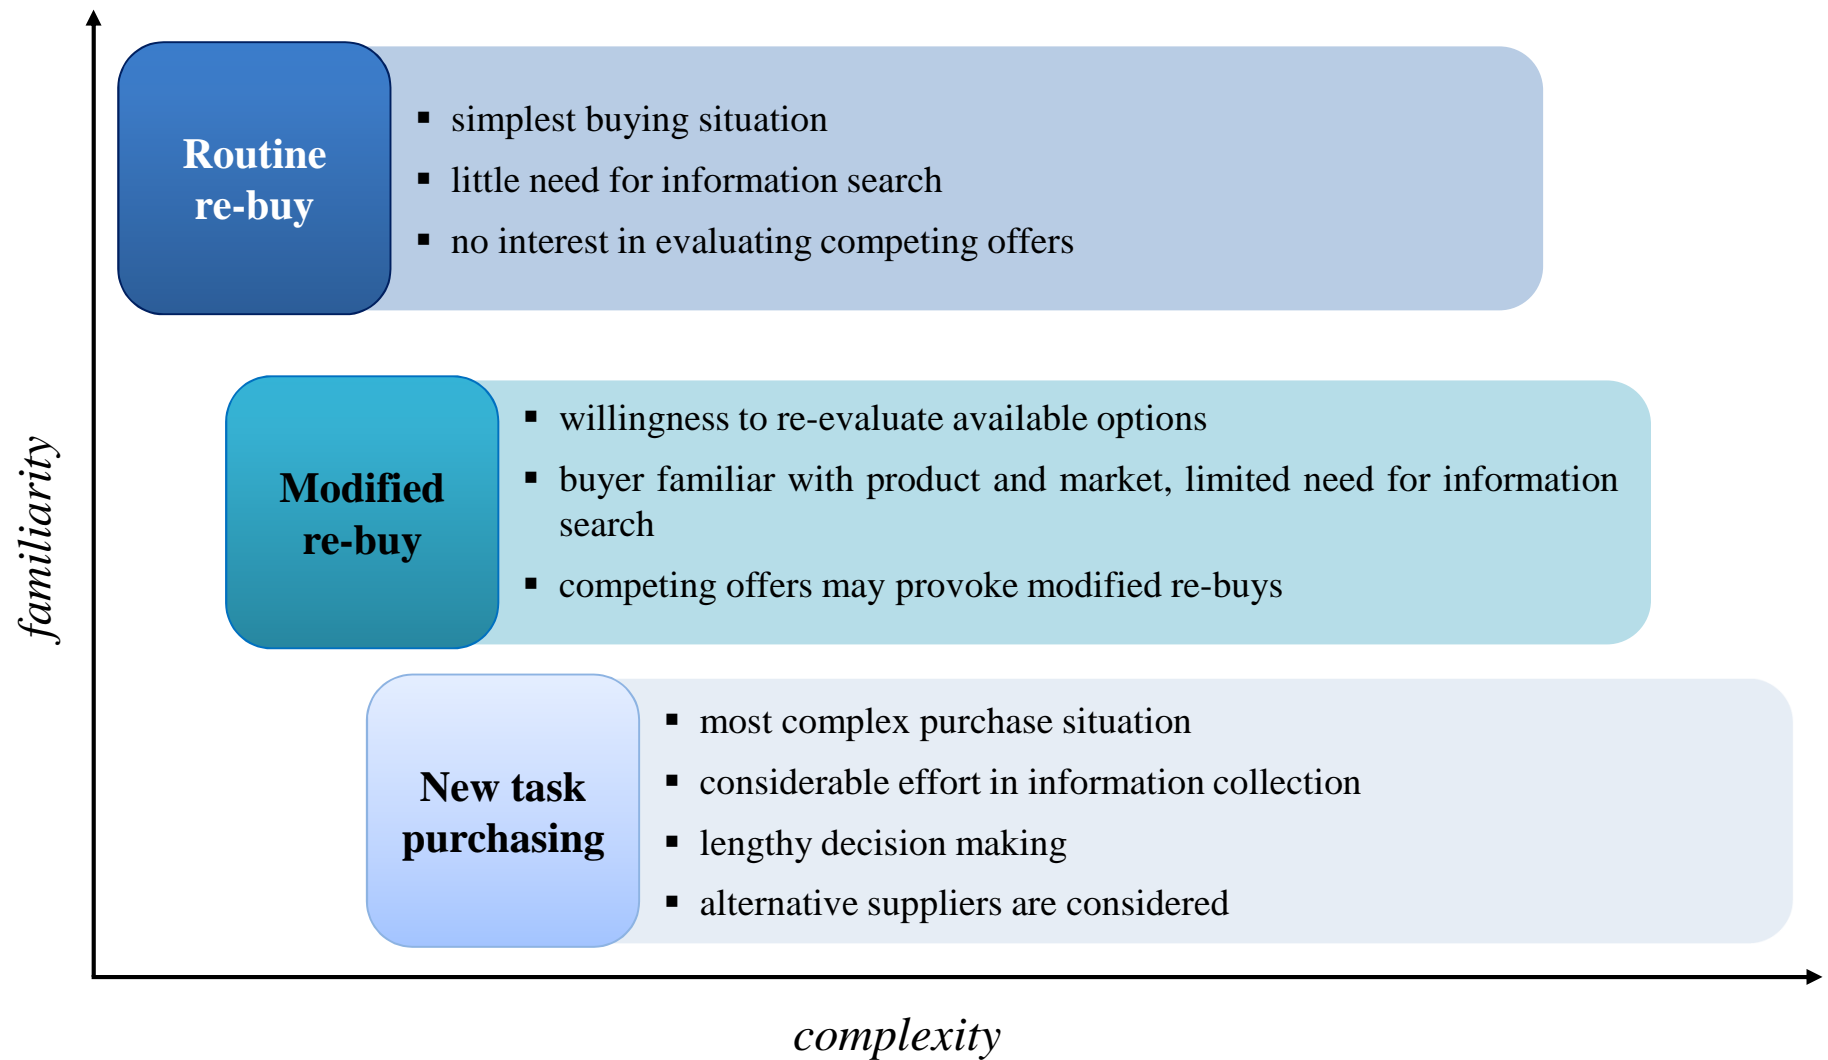 familiarity
Routine
re-buy
▪ simplest buying situation
▪ little need for information search
▪ no interest in evaluating competing offers
Modified
re-buy
▪ willingness to re-evaluate available options
▪ buyer familiar with product and market, limited need for information
search
▪ competing offers may provoke modified re-buys
New task
purchasing
▪ most complex purchase situation
▪ considerable effort in information collection
▪ lengthy decision making
▪ alternative suppliers are considered
complexity